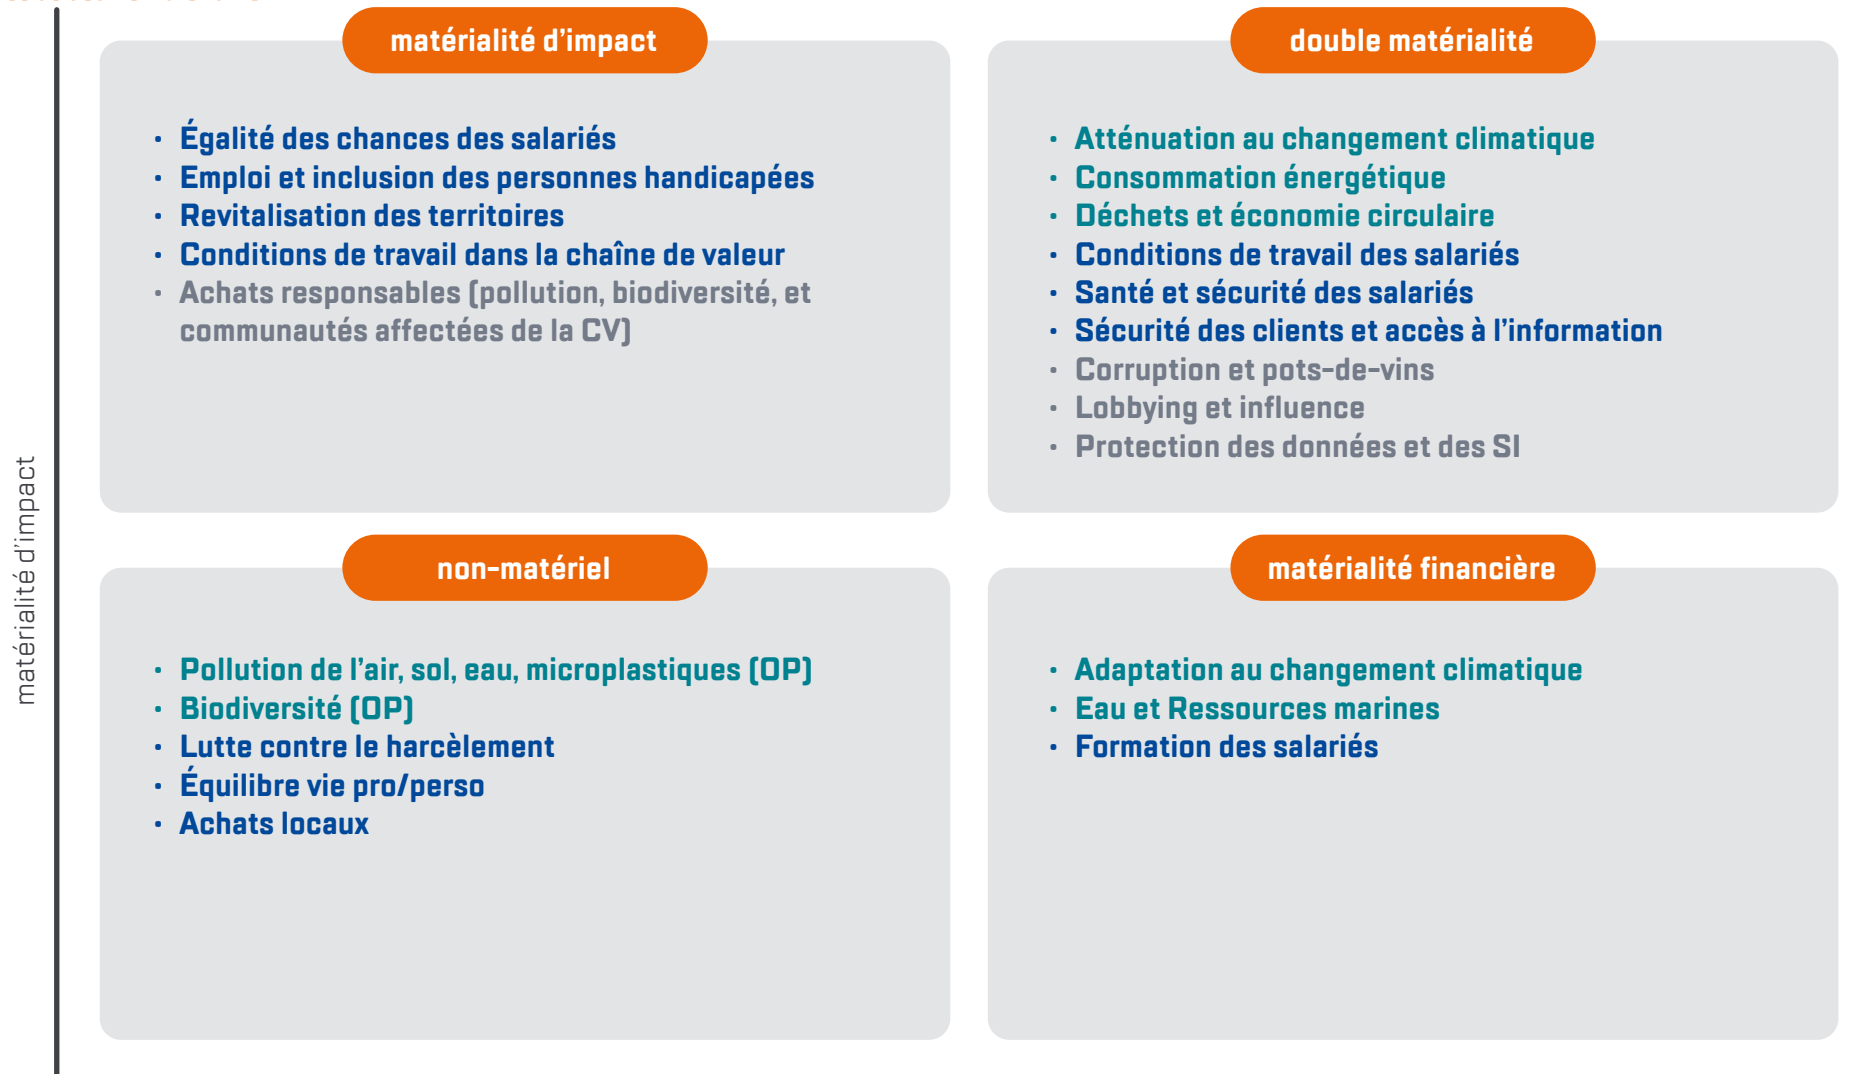 matérialité d'impact
matérialité d'impact
· Égalité des chances des salariés
· Emploi et inclusion des personnes handicapées
· Revitalisation des territoires
· Conditions de travail dans la chaîne de valeur
· Achats responsables (pollution, biodiversité, et
communautés affectées de la CV)
double matérialité
· Atténuation au changement climatique
· Consommation énergétique
· Déchets et économie circulaire
· Conditions de travail des salariés
· Santé et sécurité des salariés
· Sécurité des clients et accès à l'information
· Corruption et pots-de-vins
· Lobbying et influence
· Protection des données et des SI
non-matériel
· Pollution de l'air, sol, eau, microplastiques (OP)
· Biodiversité (OP)
· Lutte contre le harcèlement
· Équilibre vie pro/perso
· Achats locaux
matérialité financière
· Adaptation au changement climatique
· Eau et Ressources marines
· Formation des salariés